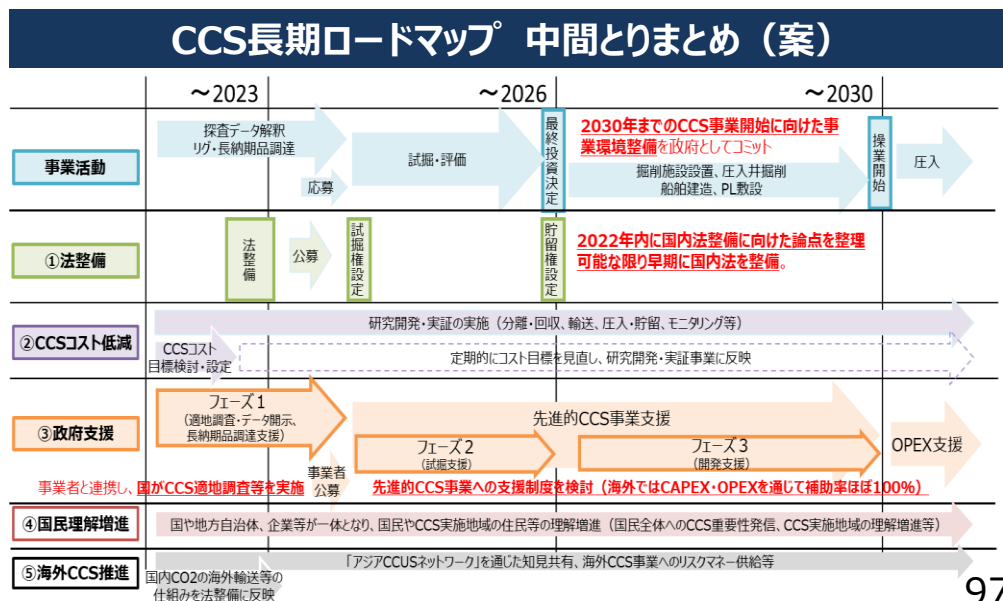 CCS長期ロードマップ 中間とりまとめ（案）
～2023
～2026
～2030
事業活動
探査データ解釈
リグ・長納期品調達
応募
試掘・評価
最終投資決定
2030年までのCCS事業開始に向けた事
業環境整備を政府としてコミット
掘削施設設置、圧入井掘削
船舶建造、PL敷設
操業開始
圧入
①法整備
法整備
公募
試掘権設定
貯留権設定
2022年内に国内法整備に向けた論点を整理
可能な限り早期に国内法を整備。
②CCSコスト低減
研究開発・実証の実施（分離・回収、輸送、圧入・貯留、モニタリング等）
CCSコスト
目標検討・設定
定期的にコスト目標を見直し、研究開発・実証事業に反映
③政府支援
フェーズ1
（適地調査・データ開示、
長納期品調達支援）
先進的CCS事業支援
フェーズ2
（試掘支援）
フェーズ3
（開発支援）
OPEX支援
事業者
公募
事業者と連携し、国がCCS適地調査等を実施
先進的CCS事業への支援制度を検討（海外ではCAPEX・OPEXを通じて補助率ほぼ100%）
④国民理解増進
国や地方自治体、企業等が一体となり、国民やCCS実施地域の住民等の理解増進（国民全体へのCCS重要性発信、CCS実施地域の理解増進等）
⑤海外CCS推進
「アジアCCUSネットワーク」を通じた知見共有、海外CCS事業へのリスクマネー供給等
国内CO2の海外輸送等の
仕組みを法整備に反映
97